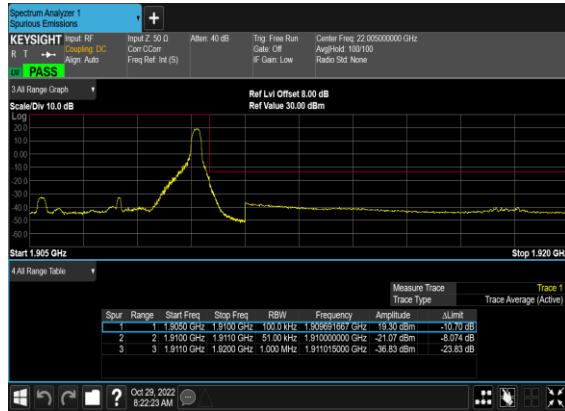 Spectrum Analyzer 1
Spurious Emissions
+
KEYSIGHT Input: RF Input Z: 50 Ω Atten: 40 dB Trig: Free Run Center Freq: 22.005000000 GHz
R T Coupling: DC Corr CCorr Gate: Off Avg|Hold: 100/100
Align: Auto Freq Ref: Int (S) IF Gain: Low Radio Std: None
PASS
3 All Range Graph
Ref Lvl Offset 8.00 dB
Scale/Div 10.0 dB Ref Value 30.00 dBm
Log
20.0
10.0
0.00
-10.0
-20.0
-30.0
-40.0
-50.0
-60.0
Start 1.905 GHz Stop 1.920 GHz
4 All Range Table
Measure Trace Trace 1
Trace Type Trace Average (Active)
Spur Range Start Freq Stop Freq RBW Frequency Amplitude ΔLimit
1 1 1.9050 GHz 1.9100 GHz 100.0 kHz 1.909691667 GHz 19.30 dBm -10.70 dB
2 2 1.9100 GHz 1.9110 GHz 51.00 kHz 1.910000000 GHz -21.07 dBm -8.074 dB
3 3 1.9110 GHz 1.9200 GHz 1.000 MHz 1.911015000 GHz -36.83 dBm -23.83 dB
? Oct 29, 2022
8:22:23 AM